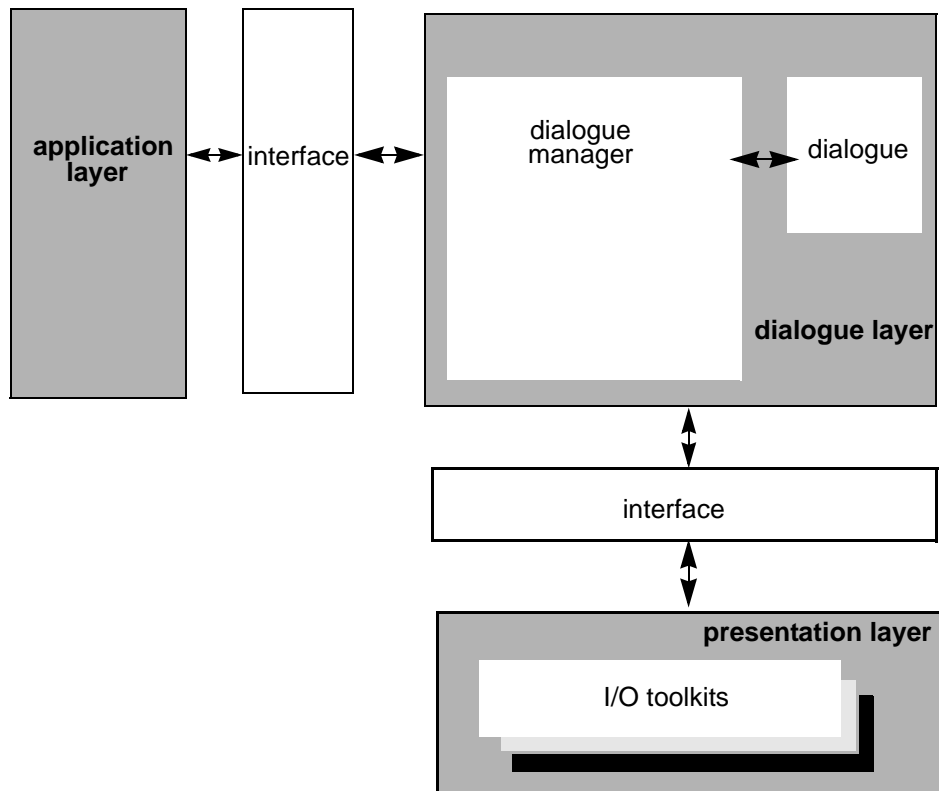 application
layer
interface
dialogue
manager
dialogue
dialogue layer
interface
presentation layer
I/O toolkits